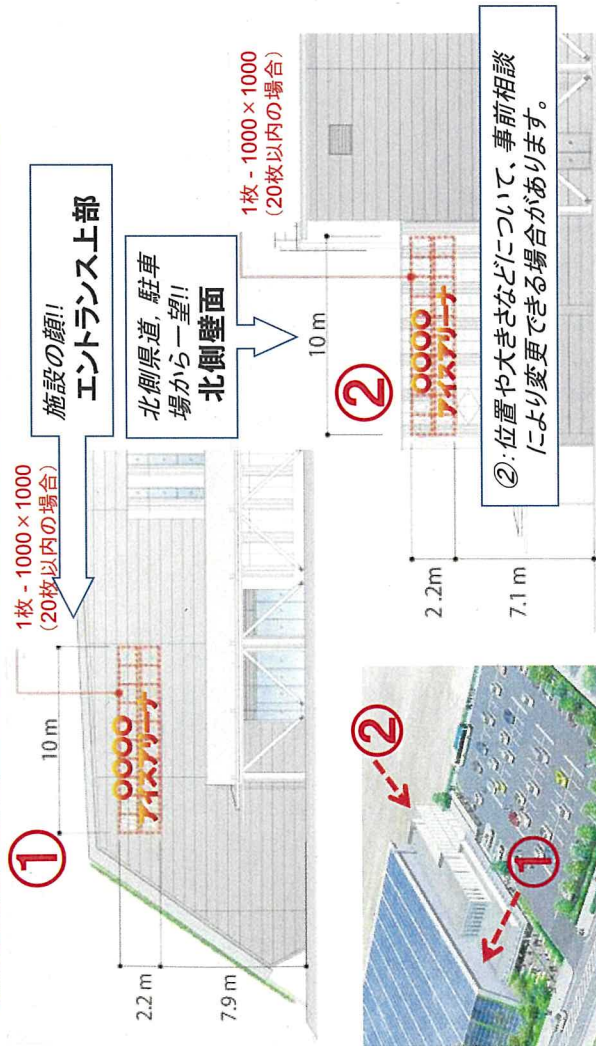 ①
1枚 - 1000×1000
(20枚以内の場合)
10 m
○○○○
アイスアリーナ
2.2 m
7.9 m
施設の顔!!
エントランス上部
北側県道, 駐車
場から一望!!
北側壁面
②
10 m
1枚 - 1000×1000
(20枚以内の場合)
○○○○
アイスアリーナ
2.2m
7.1 m
②:位置や大きさなどについて、事前相談
により変更できる場合があります。
①
②